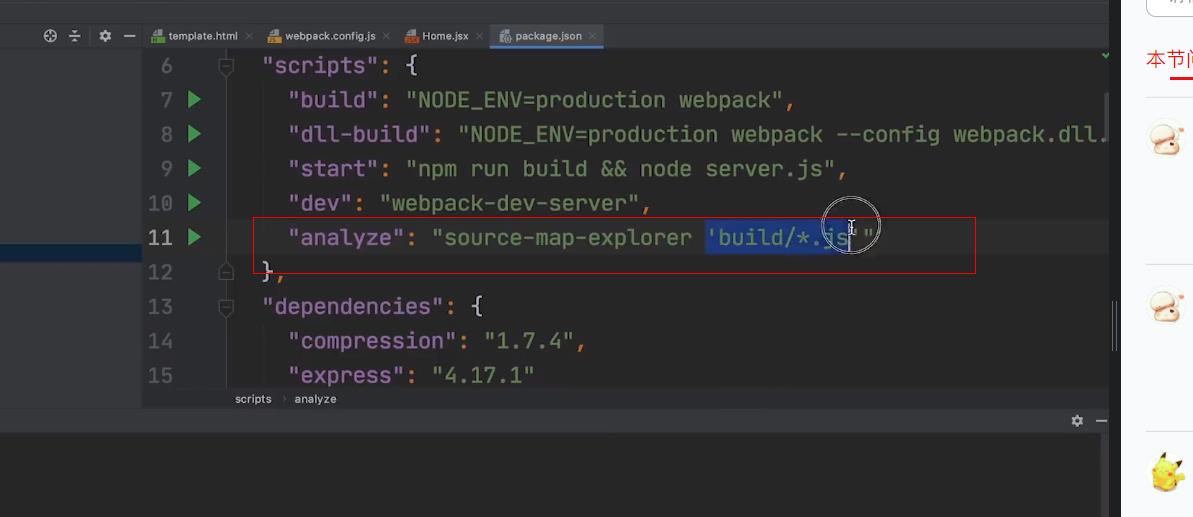 template.html webpack.config.js Home.jsx package.json
本节
6 "scripts": {
7 "build": "NODE_ENV=production webpack",
8 "dll-build": "NODE_ENV=production webpack --config webpack.dll.
9 "start": "npm run build && node server.js",
10 "dev": "webpack-dev-server",
11 "analyze": "source-map-explorer 'build/*.js'"
12 },
13 "dependencies": {
14 "compression": "1.7.4",
15 "express": "4.17.1"
scripts › analyze